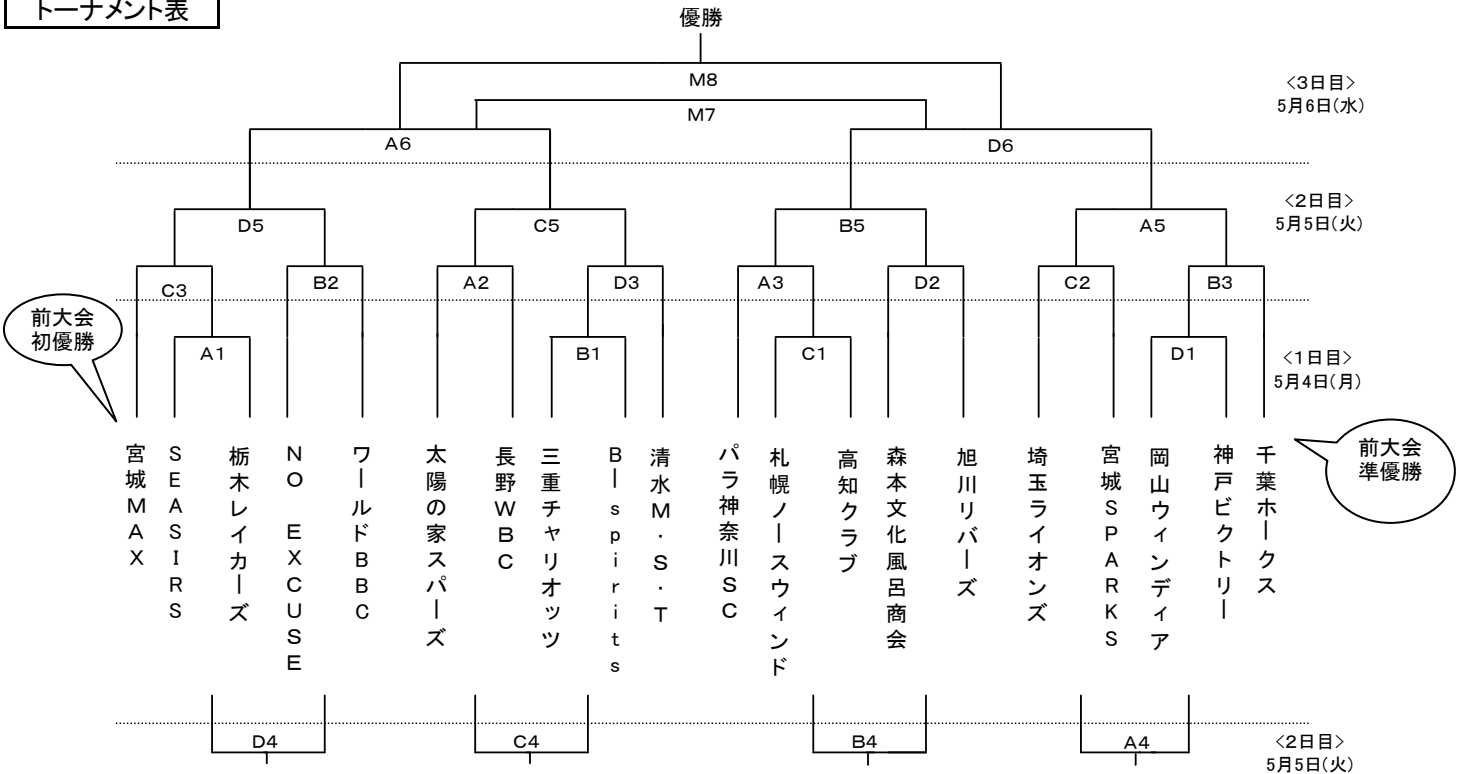 トーナメント表
優勝
M8
<3日目>
5月6日(水)
M7
A6
D6
<2日目>
5月5日(火)
D5
C5
B5
A5
C3
B2
A2
D3
A3
D2
C2
B3
前大会
初優勝
A1
B1
C1
D1
<1日目>
5月4日(月)
宮城MAX
SEASIRS
栃木レイカーズ
NO EXCUSE
ワールドBBC
太陽の家スパーズ
長野WBC
三重チャリオッツ
B-spirits
清水M・S・T
パラ神奈川SC
札幌ノースウィンド
高知クラブ
森本文化風呂商会
旭川リバーズ
埼玉ライオンズ
宮城SPARKS
岡山ウィンディア
神戸ビクトリー
千葉ホークス
前大会
準優勝
D4
C4
B4
A4
<2日目>
5月5日(火)